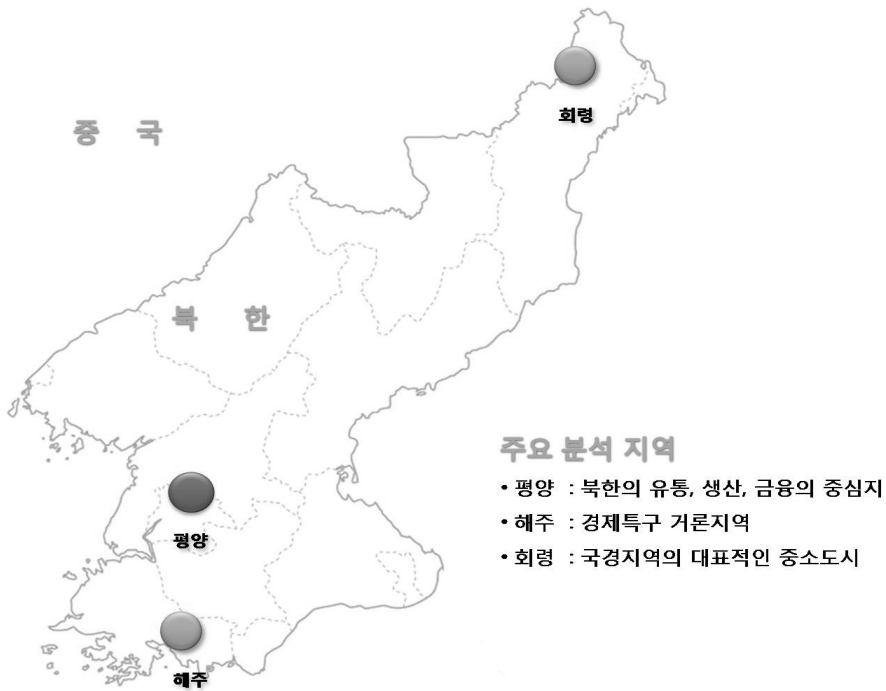 회령
중 국
북 한
주요 분석 지역
• 평양 : 북한의 유통, 생산, 금융의 중심지
• 해주 : 경제특구 거론지역
• 회령 : 국경지역의 대표적인 중소도시
평양
해주